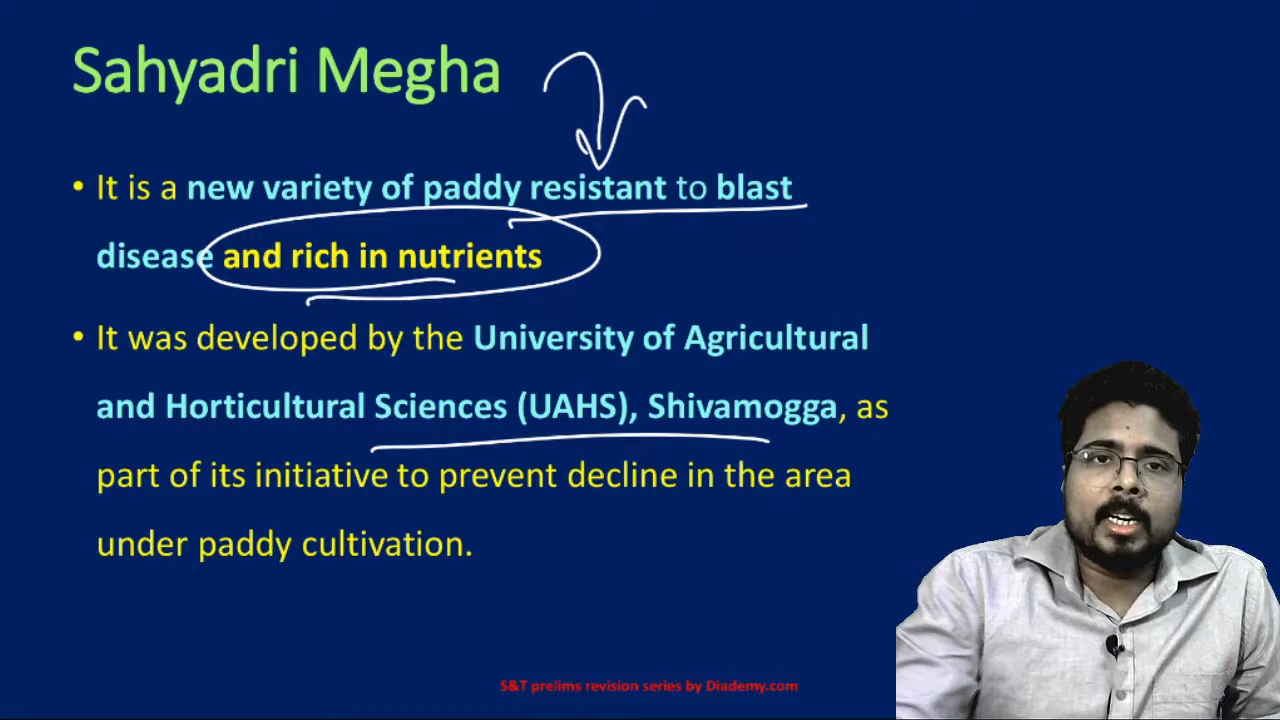 Sahyadri Megha
• It is a new variety of paddy resistant to blast
disease and rich in nutrients
• It was developed by the University of Agricultural
and Horticultural Sciences (UAHS), Shivamogga, as
part of its initiative to prevent decline in the area
under paddy cultivation.
S&T prelims revision series by Diademy.com